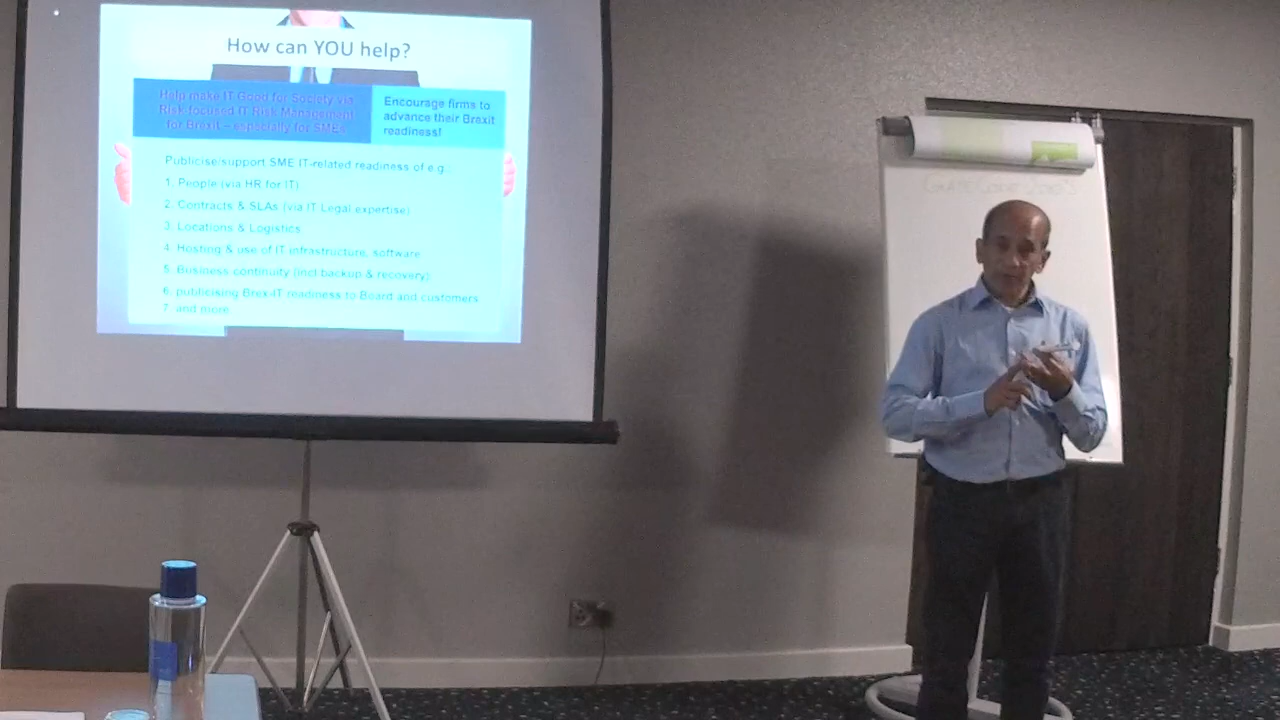 How can YOU help?
Help make IT Good for Society via
Risk-focused IT Risk Management
for Brexit – especially for SMEs
Encourage firms to
advance their Brexit
readiness!
Publicise/support SME IT-related readiness of e.g.:
1. People (via HR for IT)
2. Contracts & SLAs (via IT Legal expertise)
3. Locations & Logistics
4. Hosting & use of IT infrastructure, software
5. Business continuity (incl backup & recovery);
6. publicising Brex-IT readiness to Board and customers
7. and more